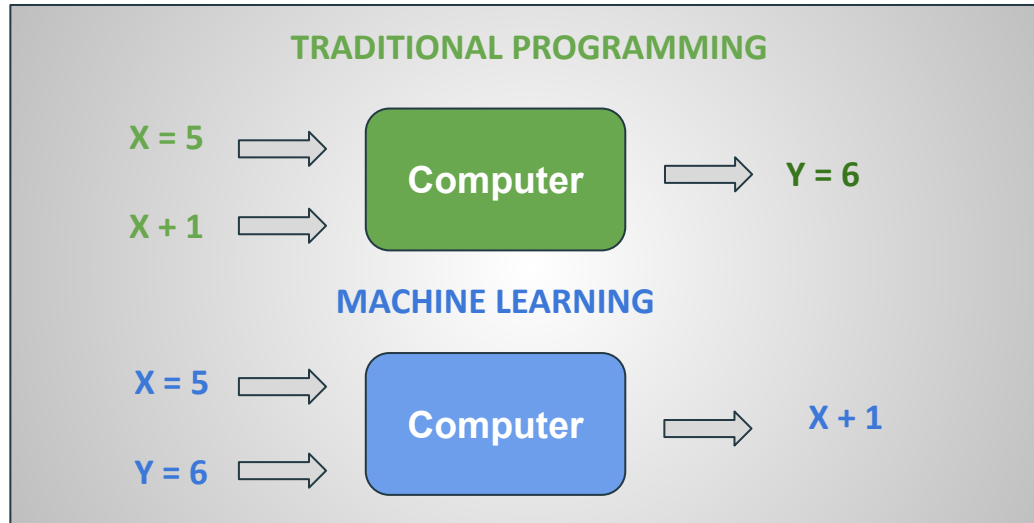 TRADITIONAL PROGRAMMING
X = 5
X + 1
Computer
Y = 6
MACHINE LEARNING
X = 5
Y = 6
Computer
X + 1